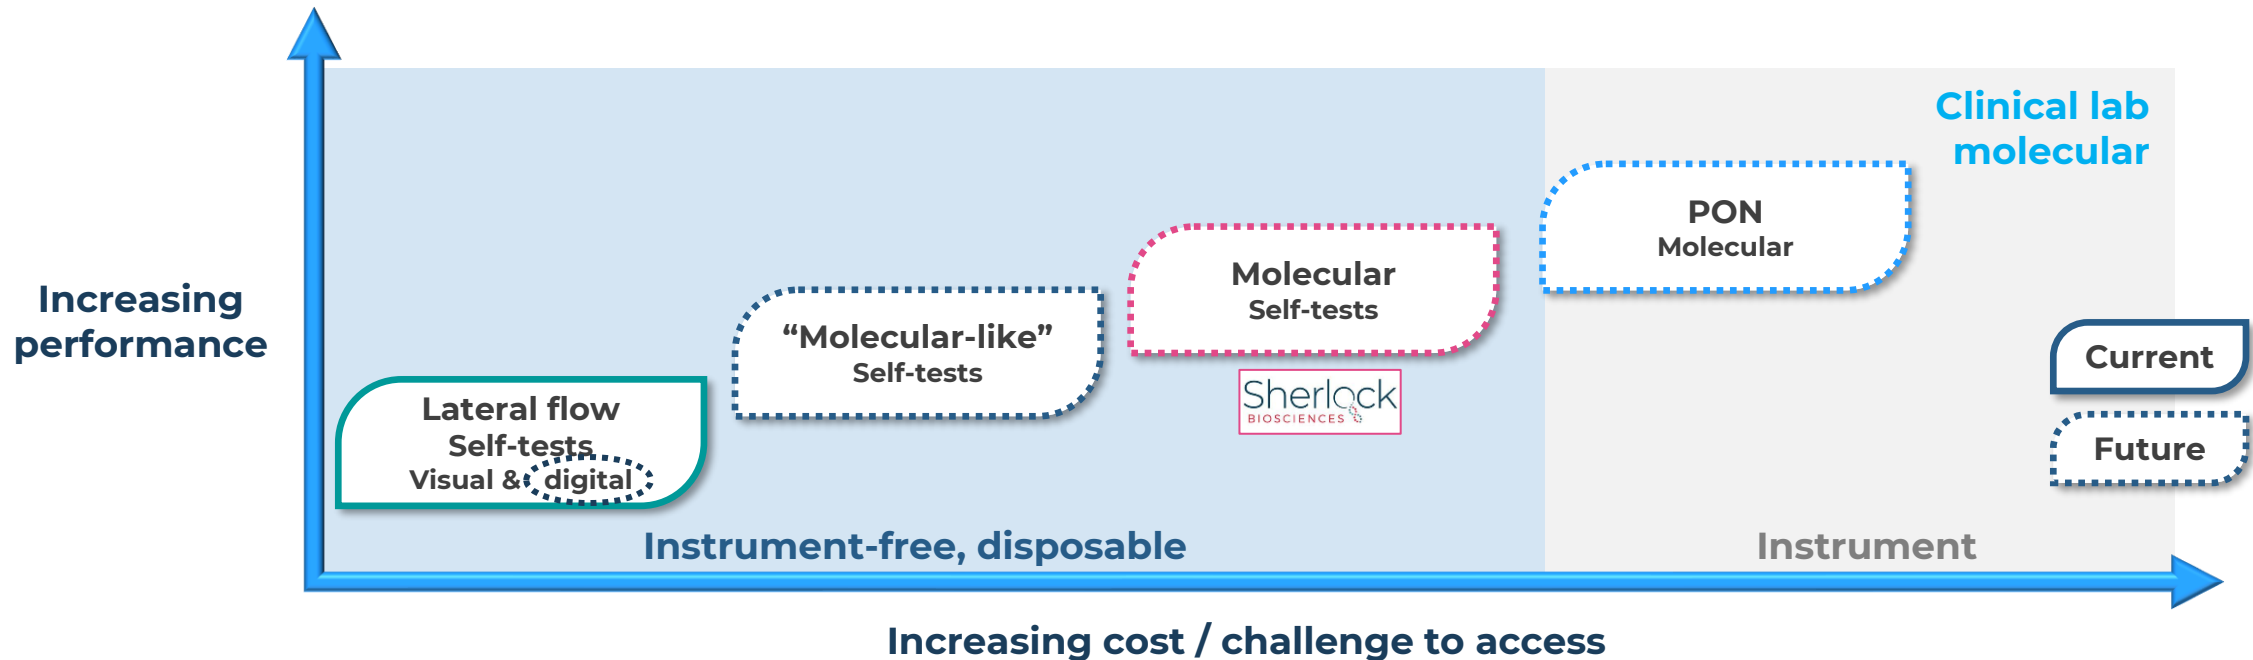 Clinical lab
molecular
PON
Molecular
Molecular
Self-tests
“Molecular-like”
Self-tests
Lateral flow
Self-tests
Visual & digital
Sherlock
BIOSCIENCES
Increasing
performance
Current
Future
Instrument-free, disposable
Instrument
Increasing cost / challenge to access